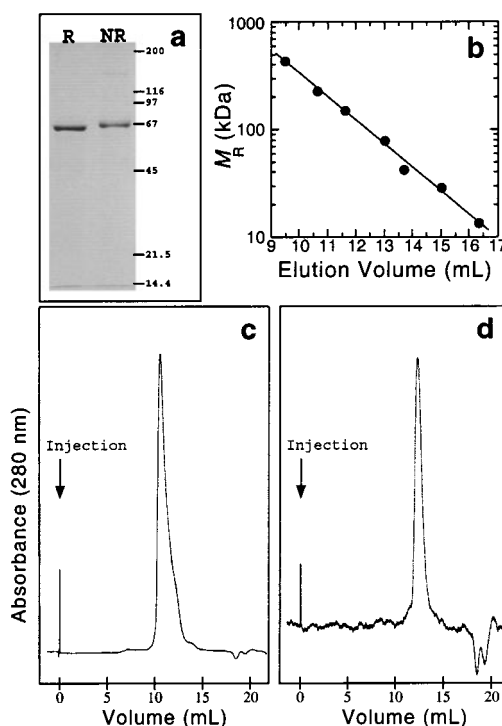 a
R NR
200
116
97
67
45
21.5
14.4
b
M_R (kDa)
1000
100
10
9 10 11 12 13 14 15 16 17
Elution Volume (mL)
c
Injection
Absorbance (280 nm)
0 5 10 15 20
Volume (mL)
d
Injection
0 5 10 15 20
Volume (mL)